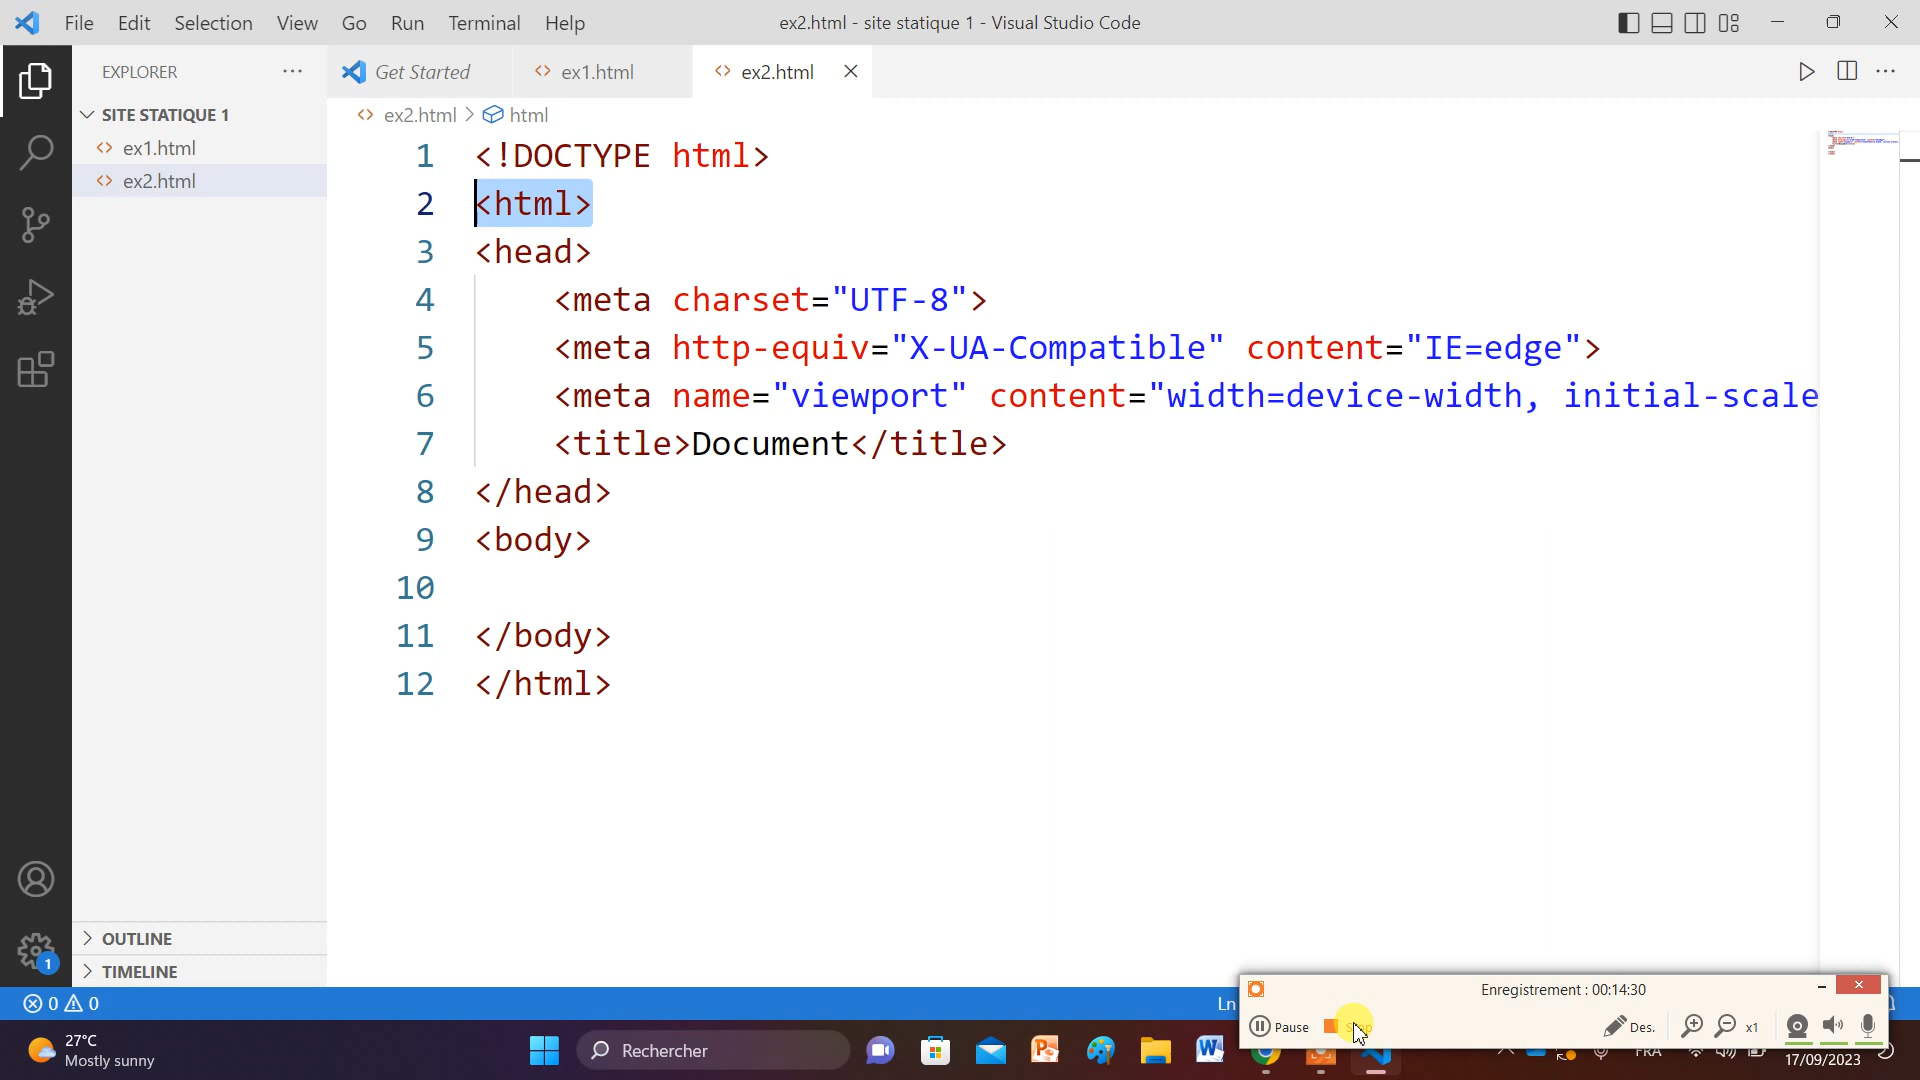 File Edit Selection View Go Run Terminal Help
ex2.html - site statique 1 - Visual Studio Code
EXPLORER
Get Started
ex1.html
ex2.html
SITE STATIQUE 1
ex1.html
ex2.html
ex2.html > html
1 <!DOCTYPE html>
2 <html>
3 <head>
4 <meta charset="UTF-8">
5 <meta http-equiv="X-UA-Compatible" content="IE=edge">
6 <meta name="viewport" content="width=device-width, initial-scale
7 <title>Document</title>
8 </head>
9 <body>
10
11 </body>
12 </html>
1
OUTLINE
TIMELINE
0 0
Ln
Enregistrement : 00:14:30
Pause
Stop
Des.
x1
27°C
Mostly sunny
Rechercher
FRA
17/09/2023